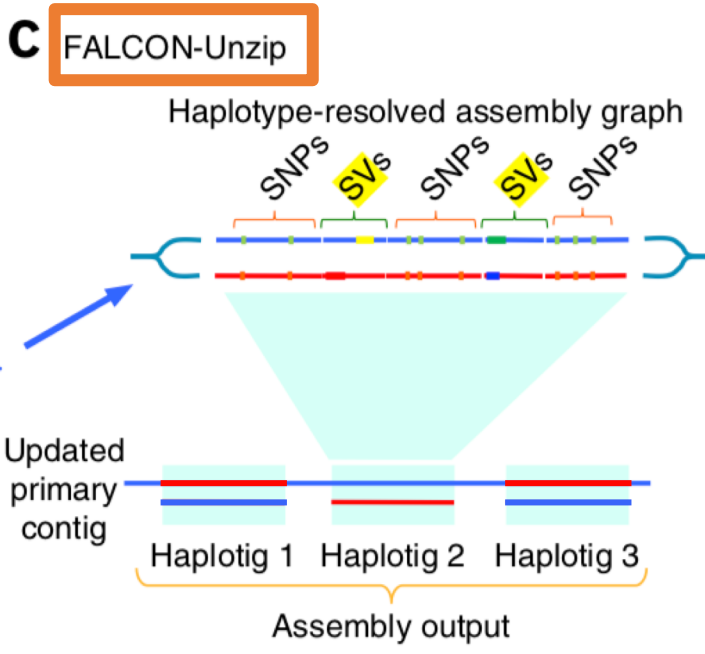 C FALCON-Unzip
Haplotype-resolved assembly graph
SNPs SVs SNPs SVs SNPs
Updated
primary
contig
Haplotig 1 Haplotig 2 Haplotig 3
Assembly output